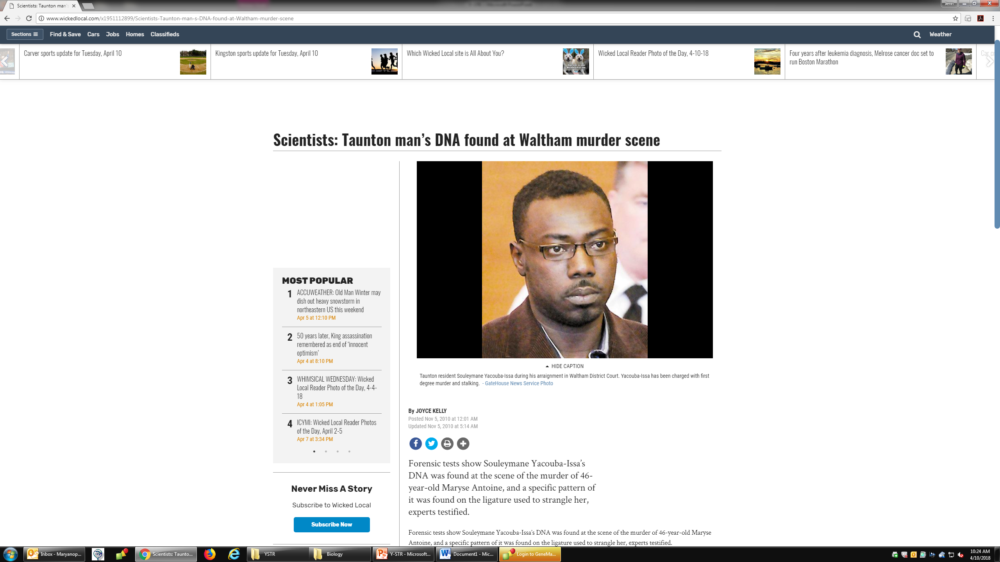 Scientists: Taunton man's
Jenn
www.wickedlocal.com/x1951112899/Scientists-Taunton-man-s-DNA-found-at-Waltham-murder-scene
Sections
Find & Save Cars Jobs Homes Classifieds
Weather
Carver sports update for Tuesday, April 10
Kingston sports update for Tuesday, April 10
Which Wicked Local site is All About You?
Wicked Local Reader Photo of the Day, 4-10-18
Four years after leukemia diagnosis, Melrose cancer doc set to
run Boston Marathon
Scientists: Taunton man’s DNA found at Waltham murder scene
MOST POPULAR
1 ACCUWEATHER: Old Man Winter may
dish out heavy snowstorm in
northeastern US this weekend
Apr 5 at 12:10 PM
2 50 years later, King assassination
remembered as end of ‘innocent
optimism’
Apr 4 at 8:10 PM
3 WHIMSICAL WEDNESDAY: Wicked
Local Reader Photo of the Day, 4-4-
18
Apr 4 at 1:05 PM
4 ICYMI: Wicked Local Reader Photos
of the Day, April 2-5
Apr 7 at 3:34 PM
Never Miss A Story
Subscribe to Wicked Local
Subscribe Now
HIDE CAPTION
Taunton resident Souleymane Yacouba-Issa during his arraignment in Waltham District Court. Yacouba-Issa has been charged with first
degree murder and stalking. - GateHouse News Service Photo
By JOYCE KELLY
Posted Nov 5, 2010 at 12:01 AM
Updated Nov 5, 2010 at 5:14 AM
Forensic tests show Souleymane Yacouba-Issa’s
DNA was found at the scene of the murder of 46-
year-old Maryse Antoine, and a specific pattern of
it was found on the ligature used to strangle her,
experts testified.
Forensic tests show Souleymane Yacouba-Issa’s DNA was found at the scene of the murder of 46-year-old Maryse
Antoine, and a specific pattern of it was found on the ligature used to strangle her, experts testified.
Inbox - Maryanop...
Scientists: Taunto...
YSTR
Biology
Y-STR - Microsoft...
Document1 - Mic...
Login to GeneMa...
10:24 AM
4/10/2018